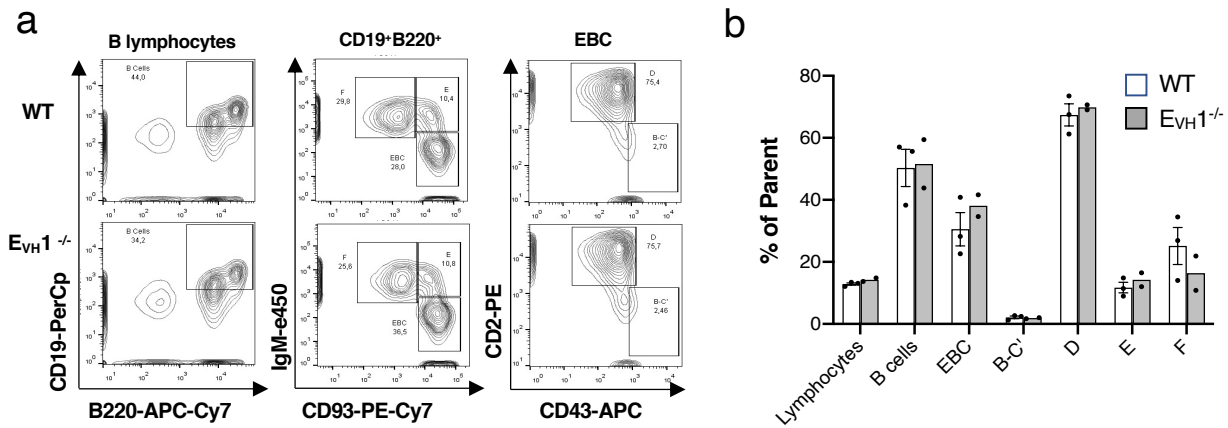 a
B lymphocytes
CD19+B220+
EBC
WT
B Cells
44,0
F
29,8
E
10,4
EBC
28,0
D
75,4
B-C'
2,70
EVH1 -/-
B Cells
34,2
F
25,6
E
10,8
EBC
36,5
D
75,7
B-C'
2,46
CD19-PerCp
IgM-e450
CD2-PE
B220-APC-Cy7
CD93-PE-Cy7
CD43-APC
b
WT
EVH1-/-
% of Parent
80
60
40
20
0
Lymphocytes
B cells
EBC
B-C'
D
E
F